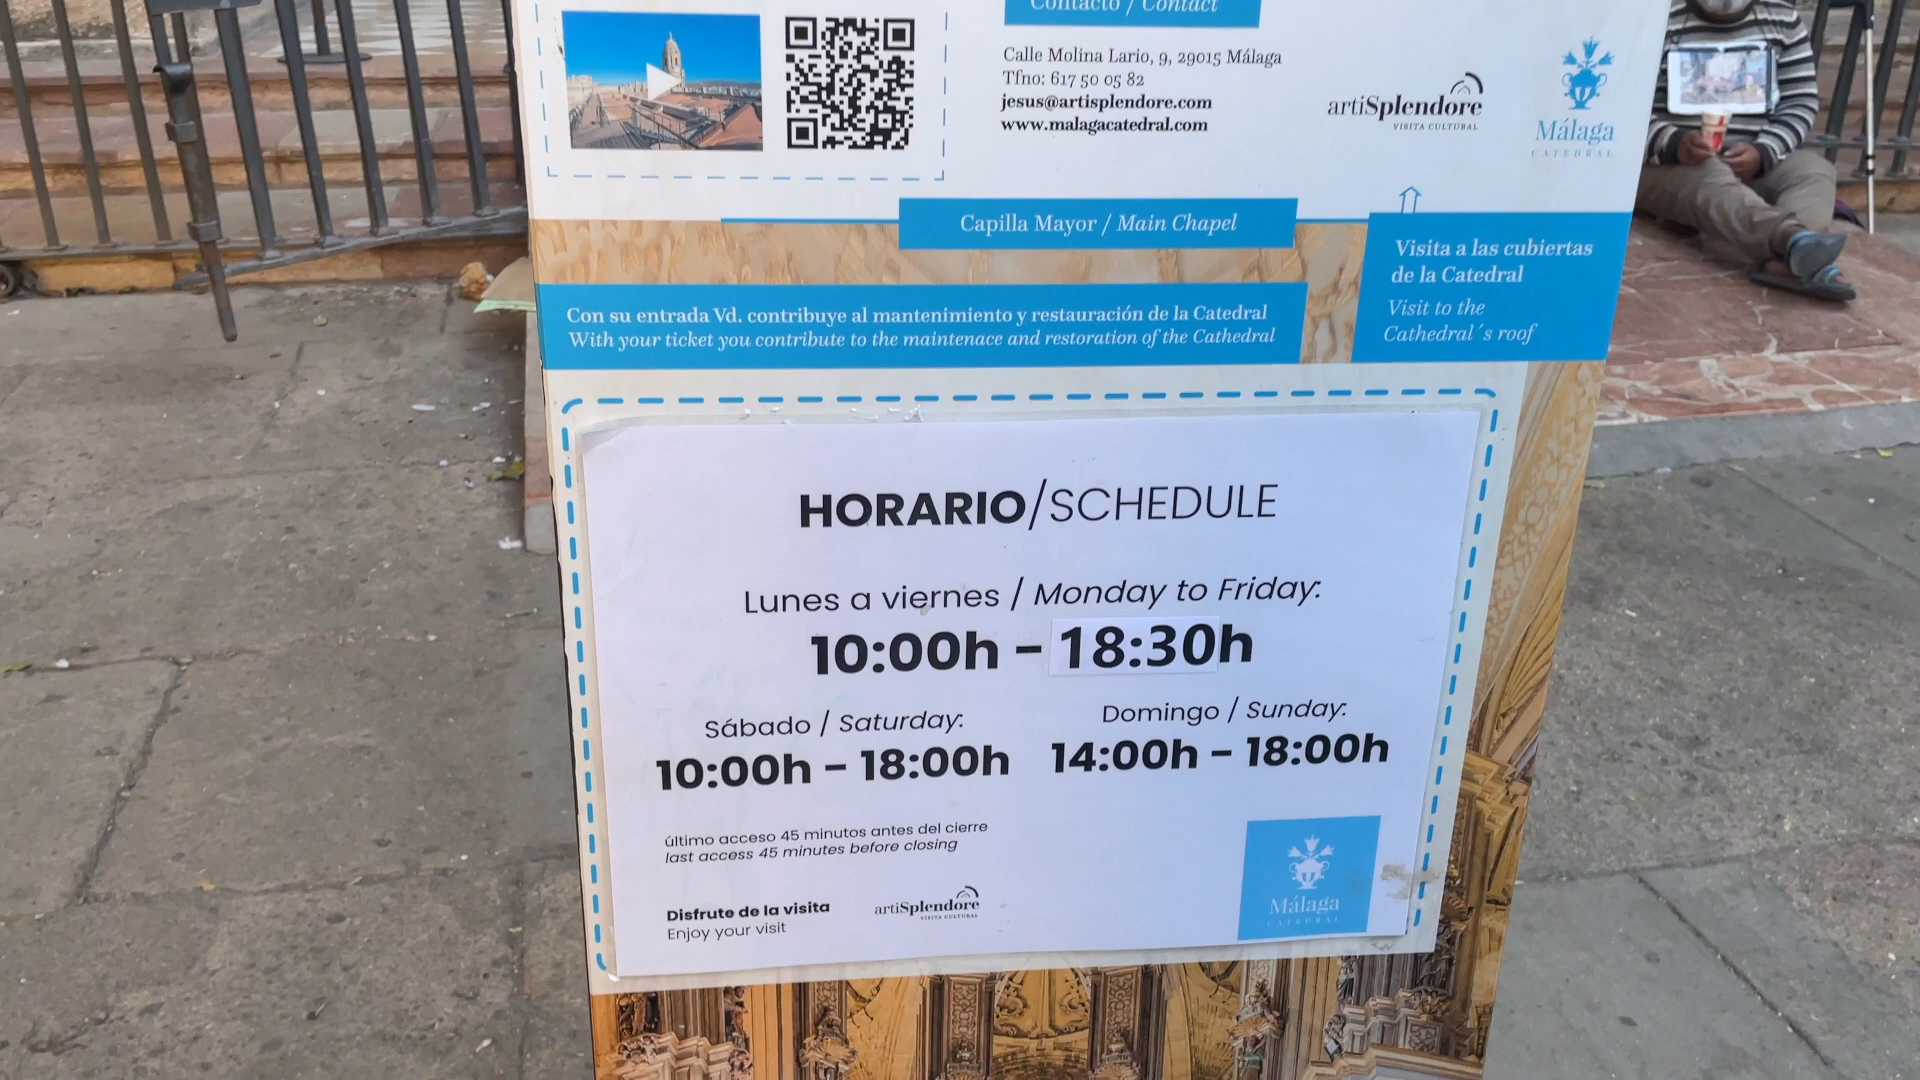 Contacto / Contact
Calle Molina Lario, 9, 29015 Málaga
Tfno: 617 50 05 82
jesus@artisplendore.com
www.malagacatedral.com
artiSplendore
VISITA CULTURAL
Málaga
CATEDRAL
Capilla Mayor / Main Chapel
Visita a las cubiertas
de la Catedral
Visit to the
Cathedral´s roof
Con su entrada Vd. contribuye al mantenimiento y restauración de la Catedral
With your ticket you contribute to the maintenace and restoration of the Cathedral
HORARIO/SCHEDULE
Lunes a viernes / Monday to Friday:
10:00h – 18:30h
Sábado / Saturday:
10:00h – 18:00h
Domingo / Sunday:
14:00h – 18:00h
último acceso 45 minutos antes del cierre
last access 45 minutes before closing
Disfrute de la visita
Enjoy your visit
artiSplendore
VISITA CULTURAL
Málaga
CATEDRAL